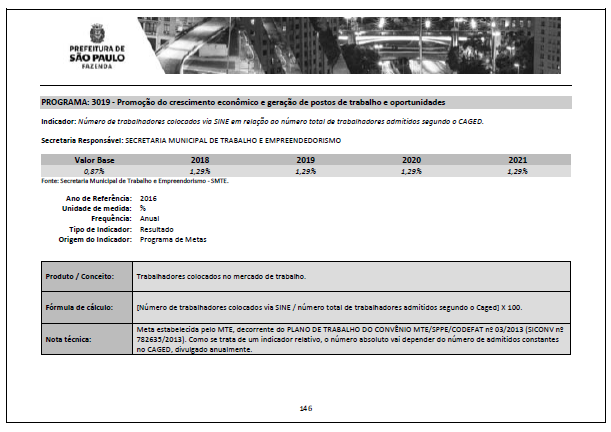 PREFEITURA DE
SÃO PAULO
FAZENDA
PROGRAMA: 3019 - Promoção do crescimento econômico e geração de postos de trabalho e oportunidades
Indicador: Número de trabalhadores colocados via SINE em relação ao número total de trabalhadores admitidos segundo o CAGED.
Secretaria Responsável: SECRETARIA MUNICIPAL DE TRABALHO E EMPREENDEDORISMO
Valor Base 2018 2019 2020 2021
0,87% 1,29% 1,29% 1,29% 1,29%
Fonte: Secretaria Municipal de Trabalho e Empreendorismo - SMTE.
Ano de Referência: 2016
Unidade de medida: %
Frequência: Anual
Tipo de Indicador: Resultado
Origem do Indicador: Programa de Metas
Produto / Conceito: Trabalhadores colocados no mercado de trabalho.
Fórmula de cálculo: [Número de trabalhadores colocados via SINE / número total de trabalhadores admitidos segundo o Caged] X 100.
Nota técnica: Meta estabelecida pelo MTE, decorrente do PLANO DE TRABALHO DO CONVÊNIO MTE/SPPE/CODEFAT nº 03/2013 (SICONV nº
782635/2013). Como se trata de um indicador relativo, o número absoluto vai depender do número de admitidos constantes
no CAGED, divulgado anualmente.
146